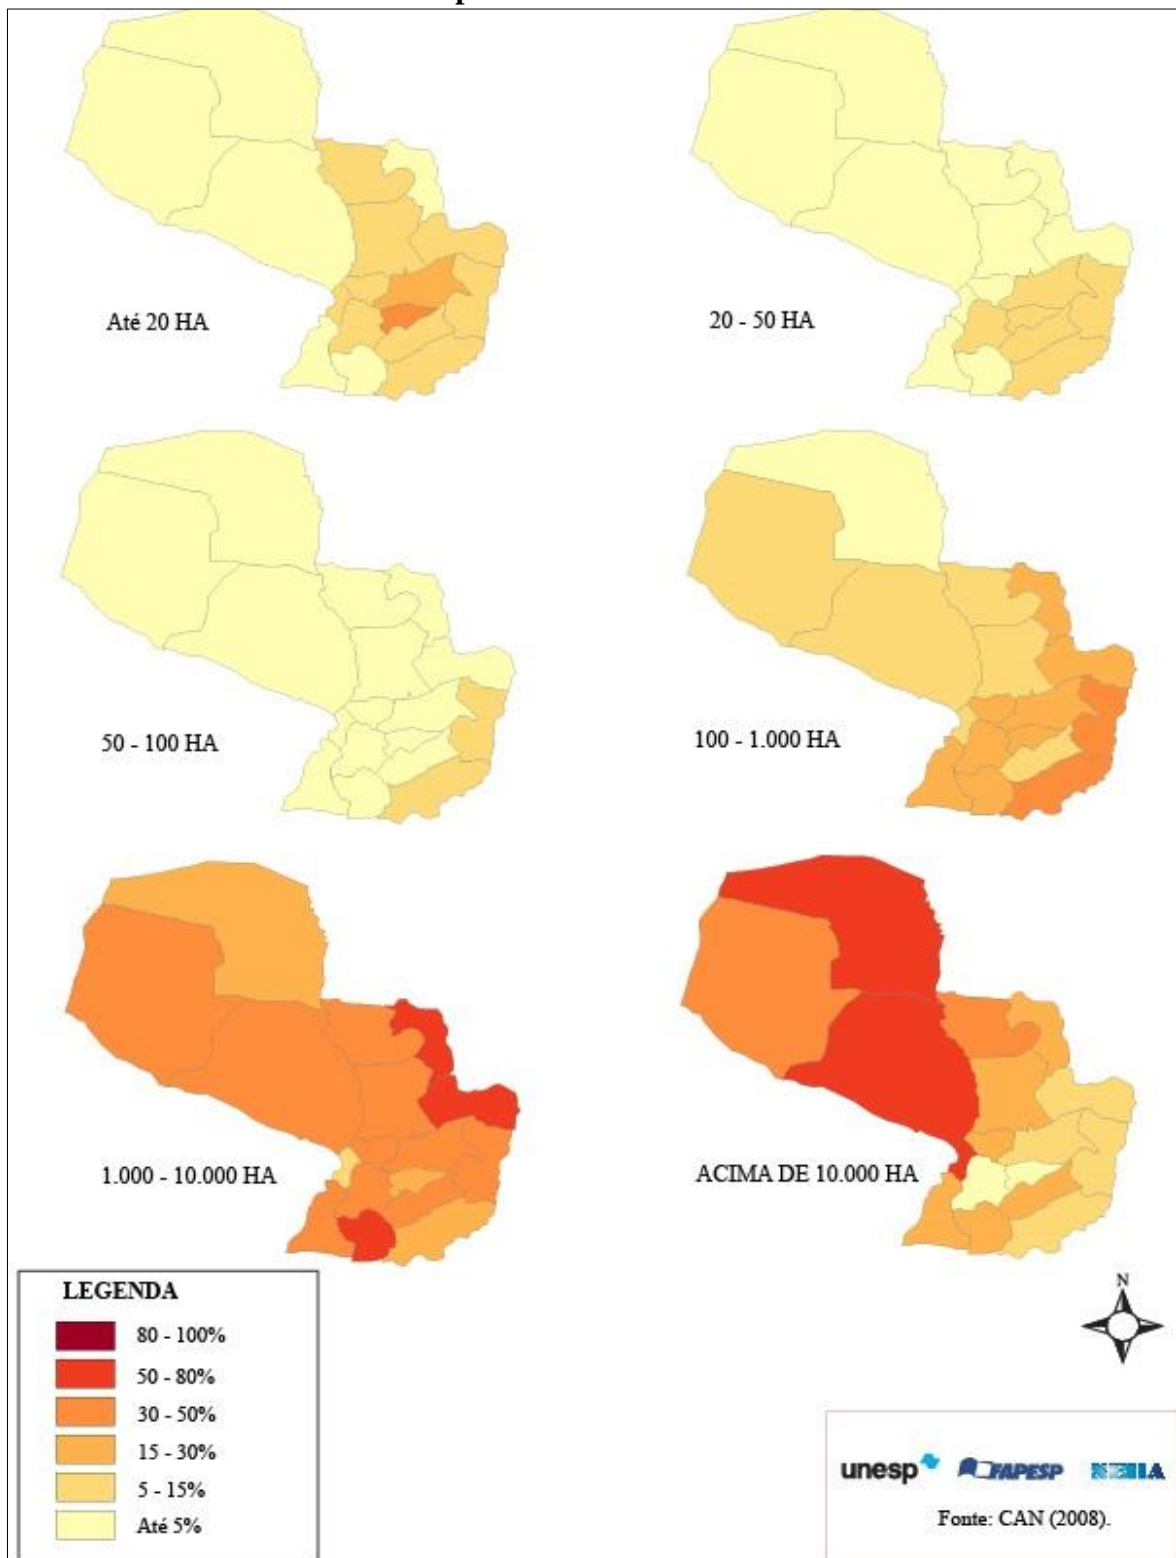 Até 20 HA
20 - 50 HA
50 - 100 HA
100 - 1.000 HA
1.000 - 10.000 HA
ACIMA DE 10.000 HA
LEGENDA
80 - 100%
50 - 80%
30 - 50%
15 - 30%
5 - 15%
Até 5%
N
unesp FAPESP
Fonte: CAN (2008).